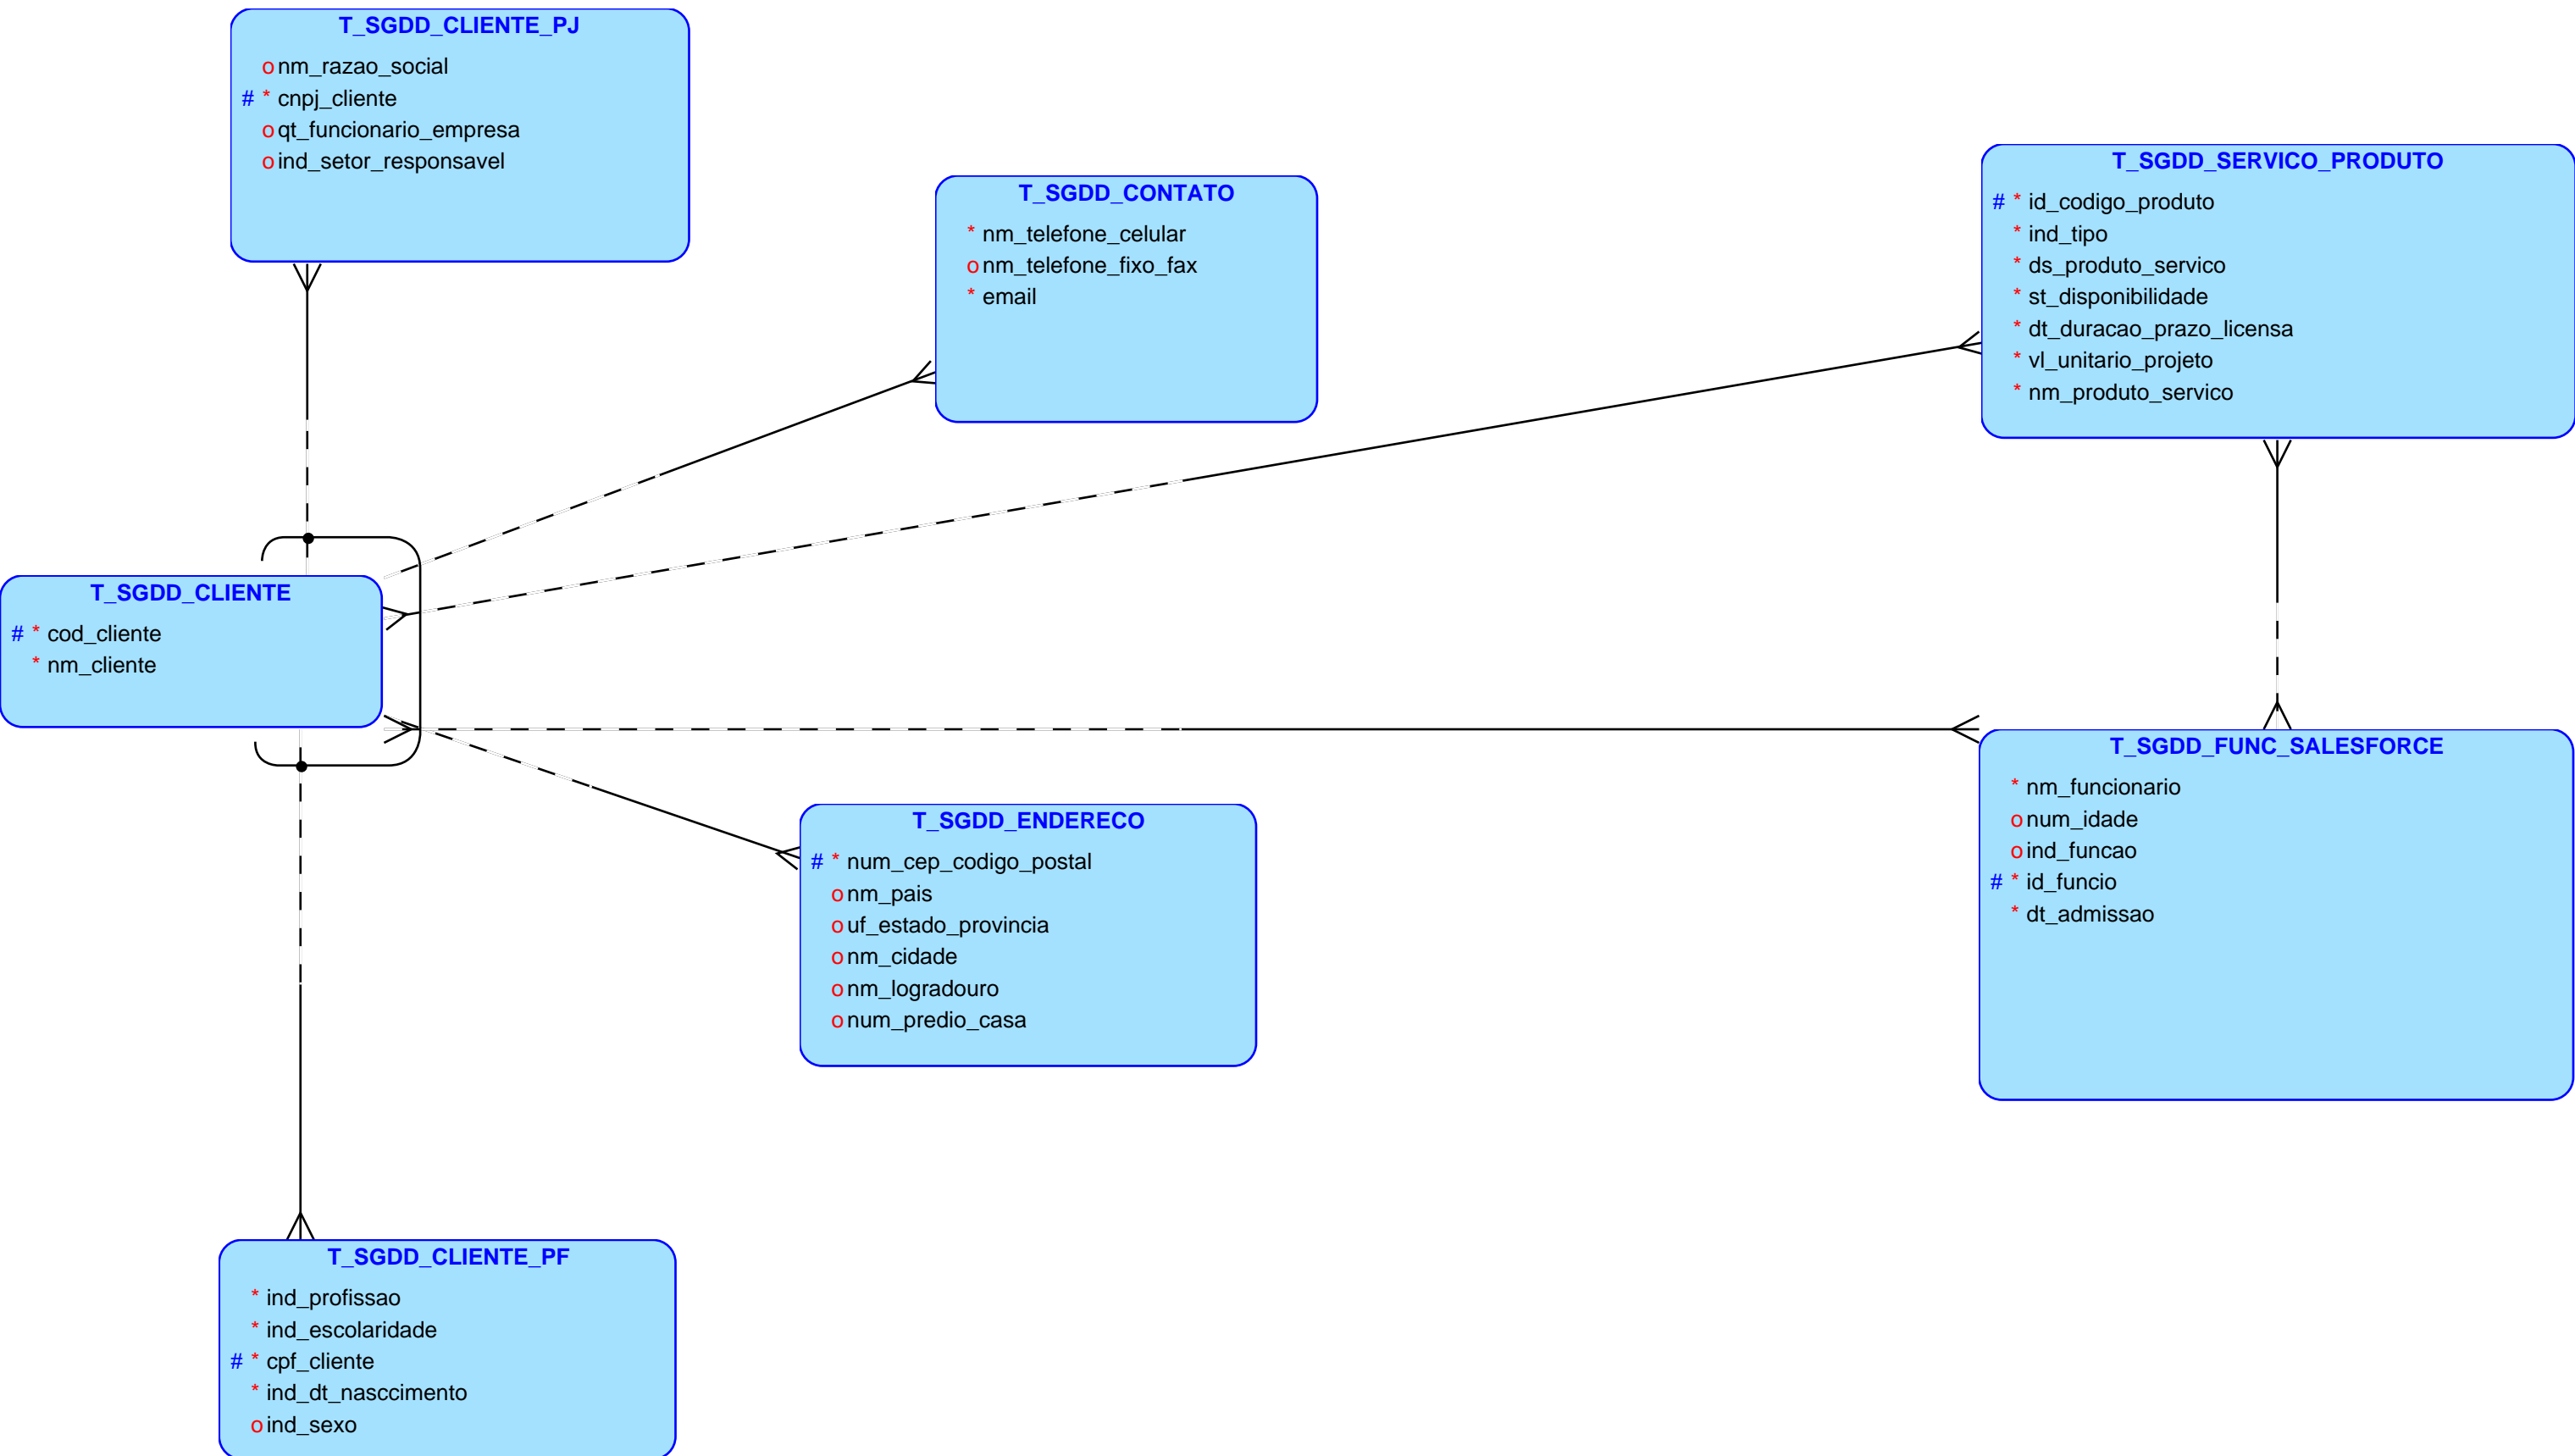 T_SGDD_CLIENTE_PJ
o nm_razao_social
# * cnpj_cliente
o qt_funcionario_empresa
o ind_setor_responsavel
T_SGDD_CONTATO
* nm_telefone_celular
o nm_telefone_fixo_fax
* email
T_SGDD_SERVICO_PRODUTO
# * id_codigo_produto
* ind_tipo
* ds_produto_servico
* st_disponibilidade
* dt_duracao_prazo_licensa
* vl_unitario_projeto
* nm_produto_servico
T_SGDD_CLIENTE
# * cod_cliente
* nm_cliente
T_SGDD_ENDERECO
# * num_cep_codigo_postal
o nm_pais
o uf_estado_provincia
o nm_cidade
o nm_logradouro
o num_predio_casa
T_SGDD_FUNC_SALESFORCE
* nm_funcionario
o num_idade
o ind_funcao
# * id_funcio
* dt_admissao
T_SGDD_CLIENTE_PF
* ind_profissao
* ind_escolaridade
# * cpf_cliente
* ind_dt_nasccimento
o ind_sexo